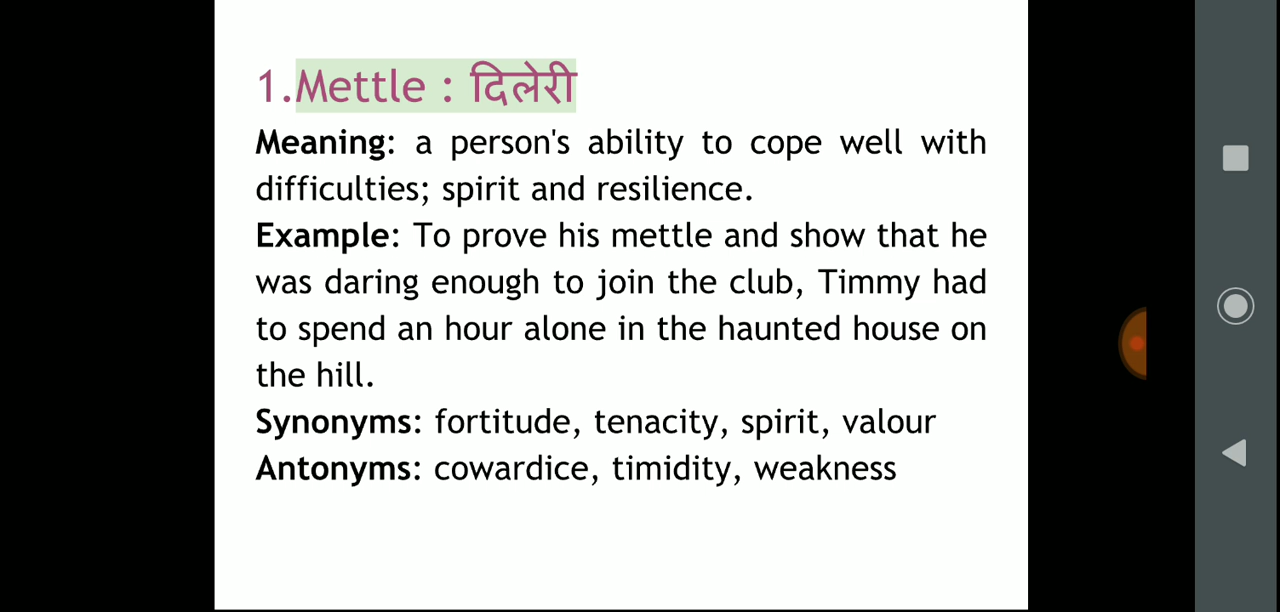 1.Mettle : दिलेरी
Meaning: a person's ability to cope well with
difficulties; spirit and resilience.
Example: To prove his mettle and show that he
was daring enough to join the club, Timmy had
to spend an hour alone in the haunted house on
the hill.
Synonyms: fortitude, tenacity, spirit, valour
Antonyms: cowardice, timidity, weakness